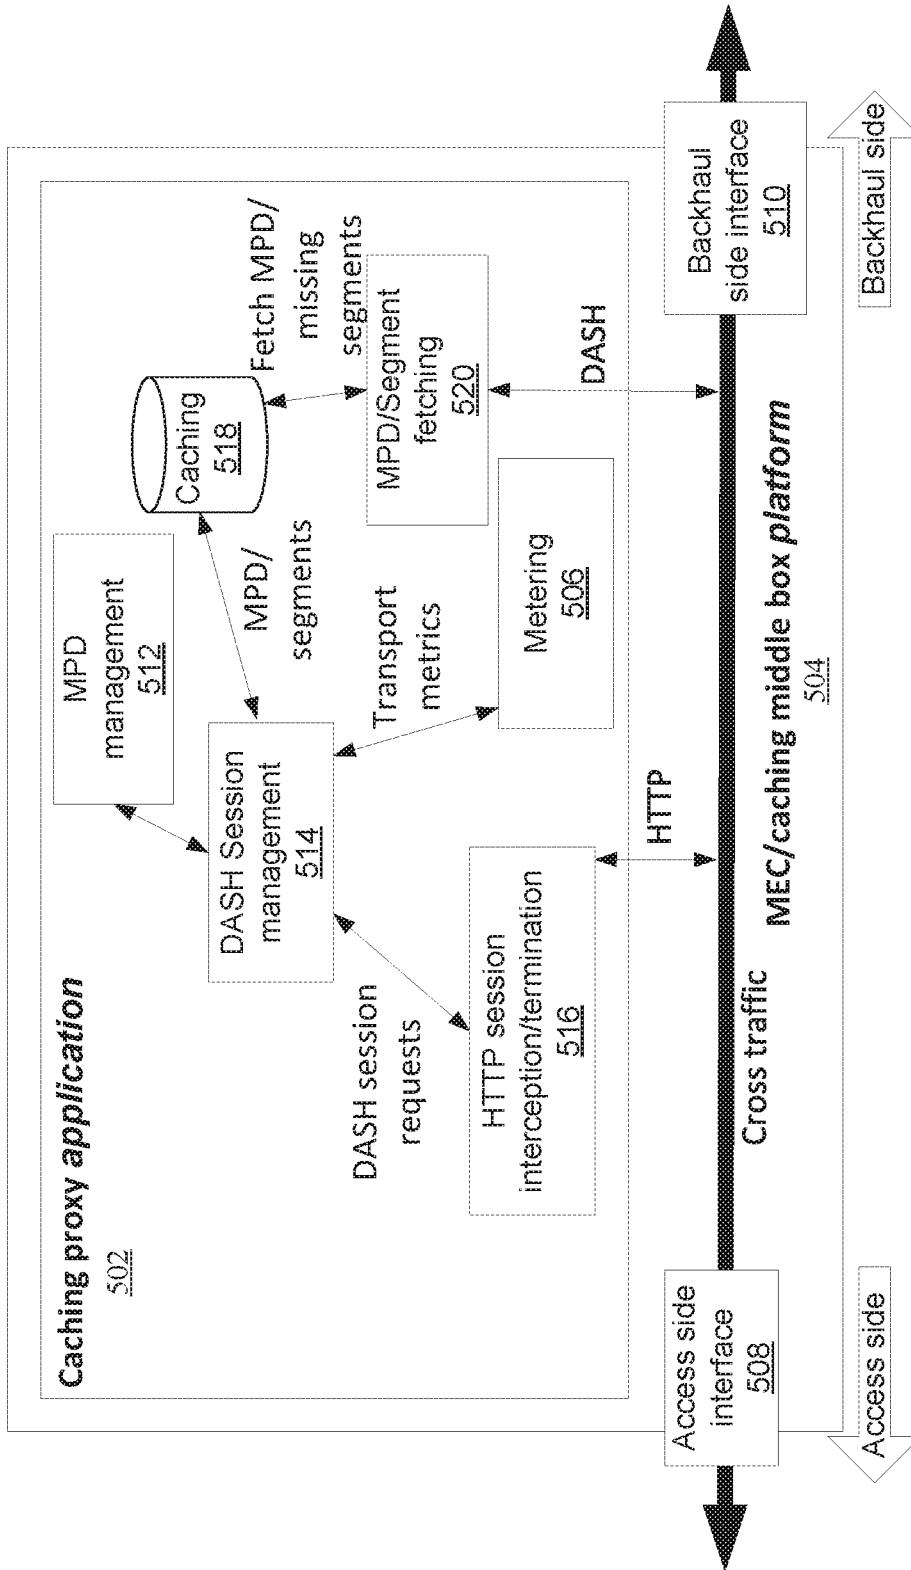 Caching proxy application
502
MPD
management
512
DASH Session
management
514
Caching
518
MPD/
segments
Fetch MPD/
missing
segments
Transport
metrics
DASH session
requests
HTTP session
interception/termination
516
Metering
506
MPD/Segment
fetching
520
HTTP
DASH
Access side
interface
508
Cross traffic
MEC/caching middle box platform
504
Backhaul
side interface
510
Access side
Backhaul side